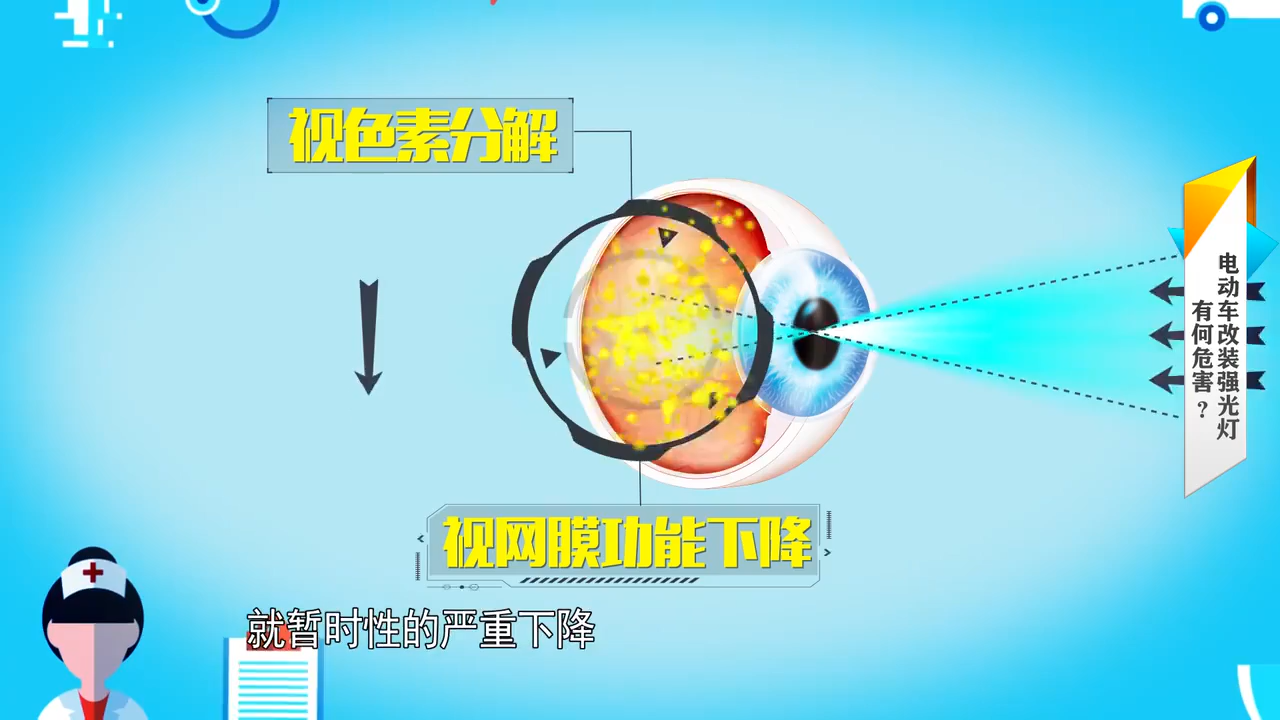 视色素分解
电动车改装强光灯
有何危害？
视网膜功能下降
就暂时性的严重下降